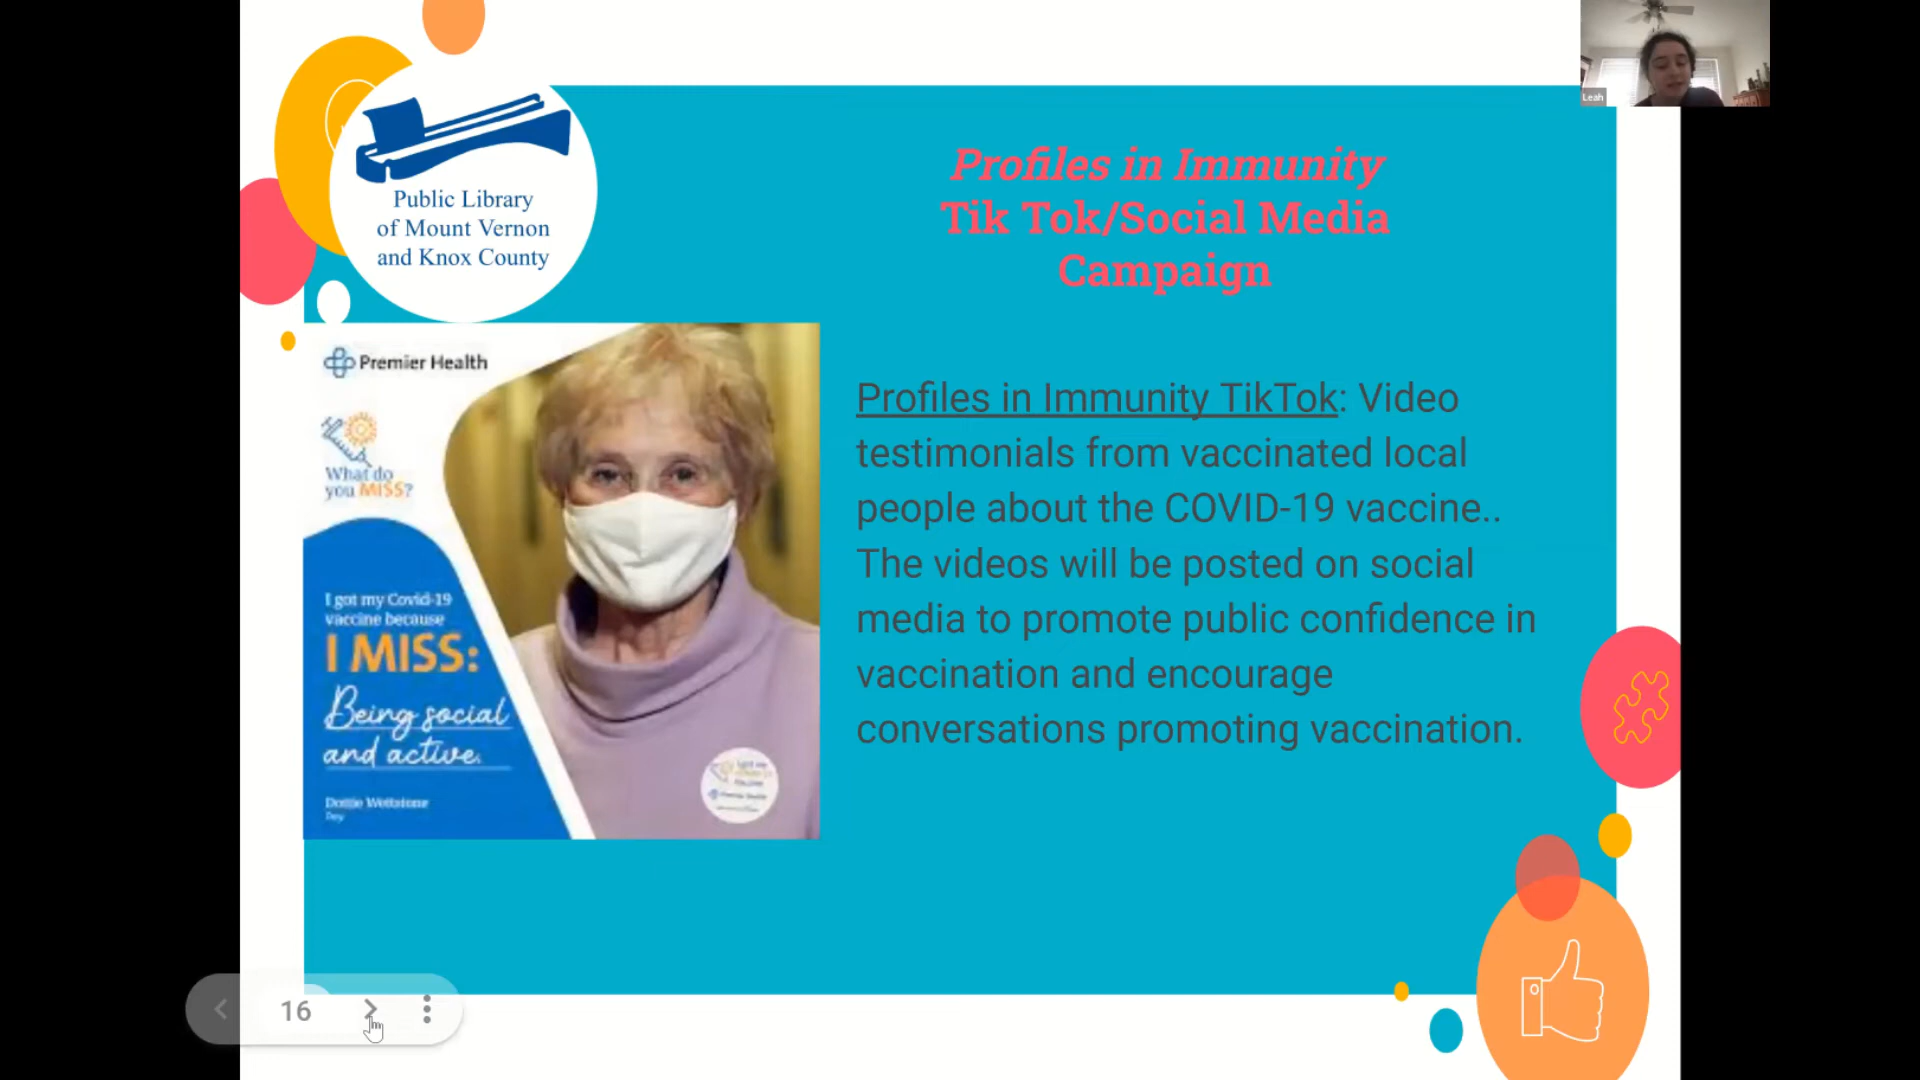 Leah
Public Library
of Mount Vernon
and Knox County
Profiles in Immunity
Tik Tok/Social Media
Campaign
Premier Health
What do
you MISS?
I got my Covid-19
vaccine because
I MISS:
Being social
and active.
Dottie Wettstone
Troy
Profiles in Immunity TikTok: Video
testimonials from vaccinated local
people about the COVID-19 vaccine..
The videos will be posted on social
media to promote public confidence in
vaccination and encourage
conversations promoting vaccination.
16